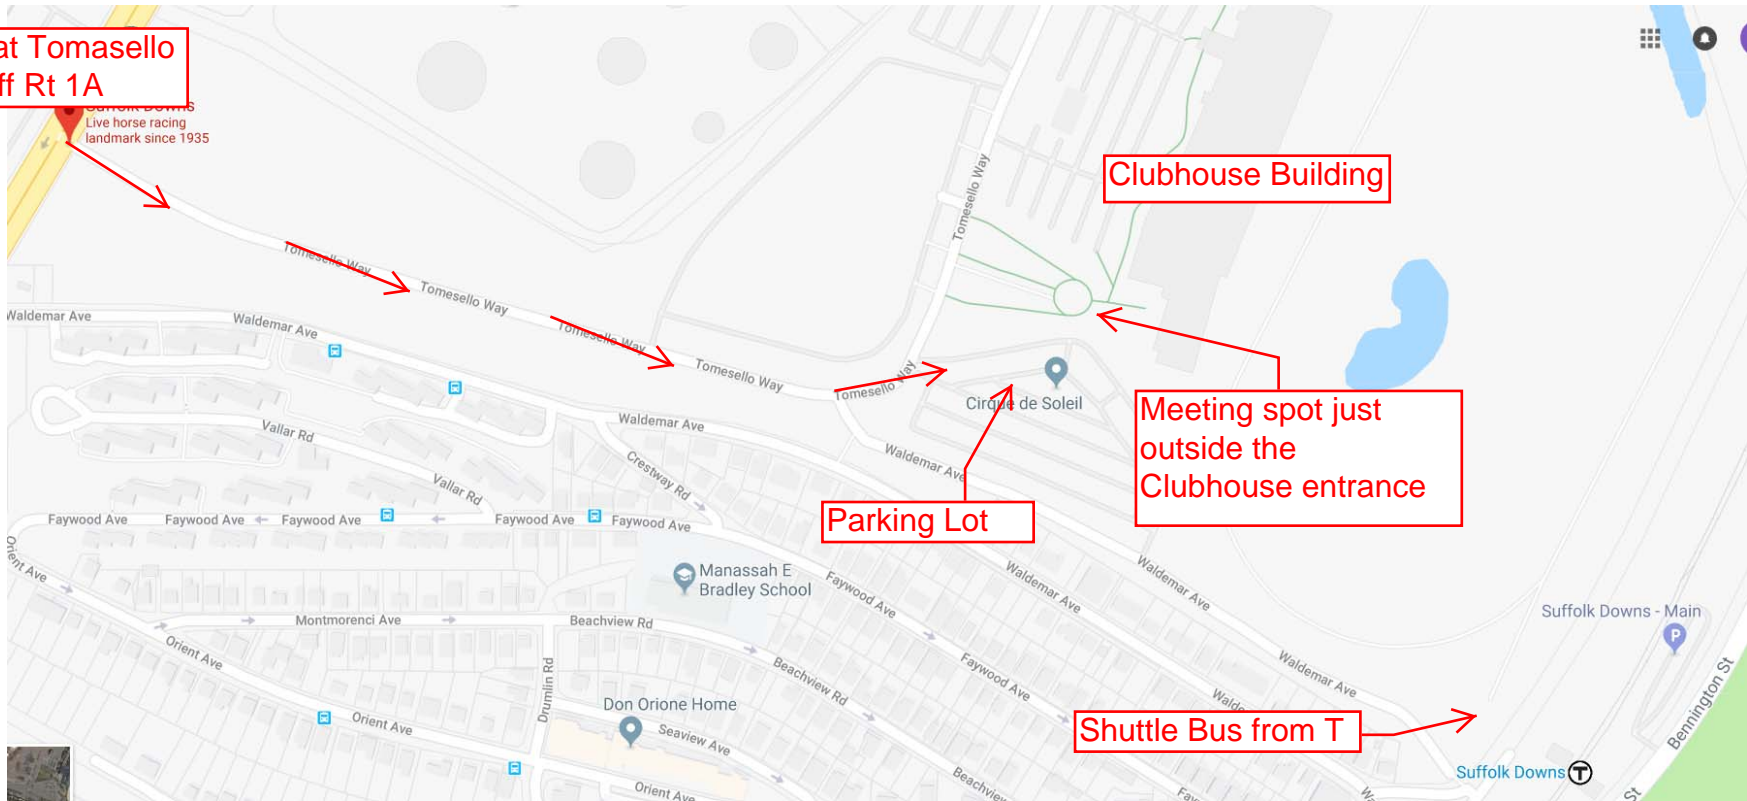 at Tomasello
ff Rt 1A
Suffolk Downs
Live horse racing
landmark since 1935
Clubhouse Building
Tomesello Way
Tomesello Way
Tomesello Way
Tomesello Way
Tomesello Way
Tomesello Way
Waldemar Ave
Waldemar Ave
Waldemar Ave
Waldemar Ave
Cirque de Soleil
Meeting spot just
outside the
Clubhouse entrance
Parking Lot
Vallar Rd
Vallar Rd
Crestway Rd
Faywood Ave
Faywood Ave
Faywood Ave
Faywood Ave
Faywood Ave
Orient Ave
Manassah E
Bradley School
Faywood Ave
Waldemar Ave
Waldemar Ave
Suffolk Downs - Main
P
Montmorenci Ave
Beachview Rd
Orient Ave
Beachview Rd
Faywood Ave
Waldemar Ave
Drumlin Rd
Don Orione Home
Orient Ave
Seaview Ave
Shuttle Bus from T
Bennington St
Suffolk Downs
T
Orient Ave
St